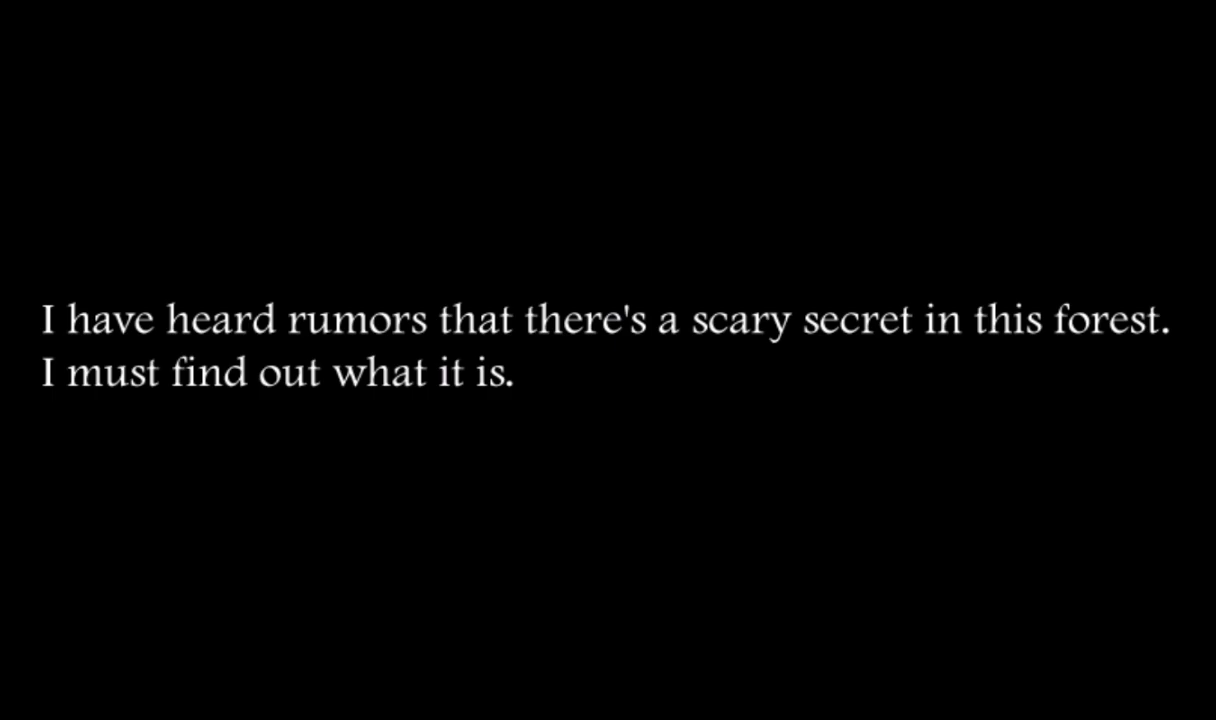 I have heard rumors that there's a scary secret in this forest.
I must find out what it is.